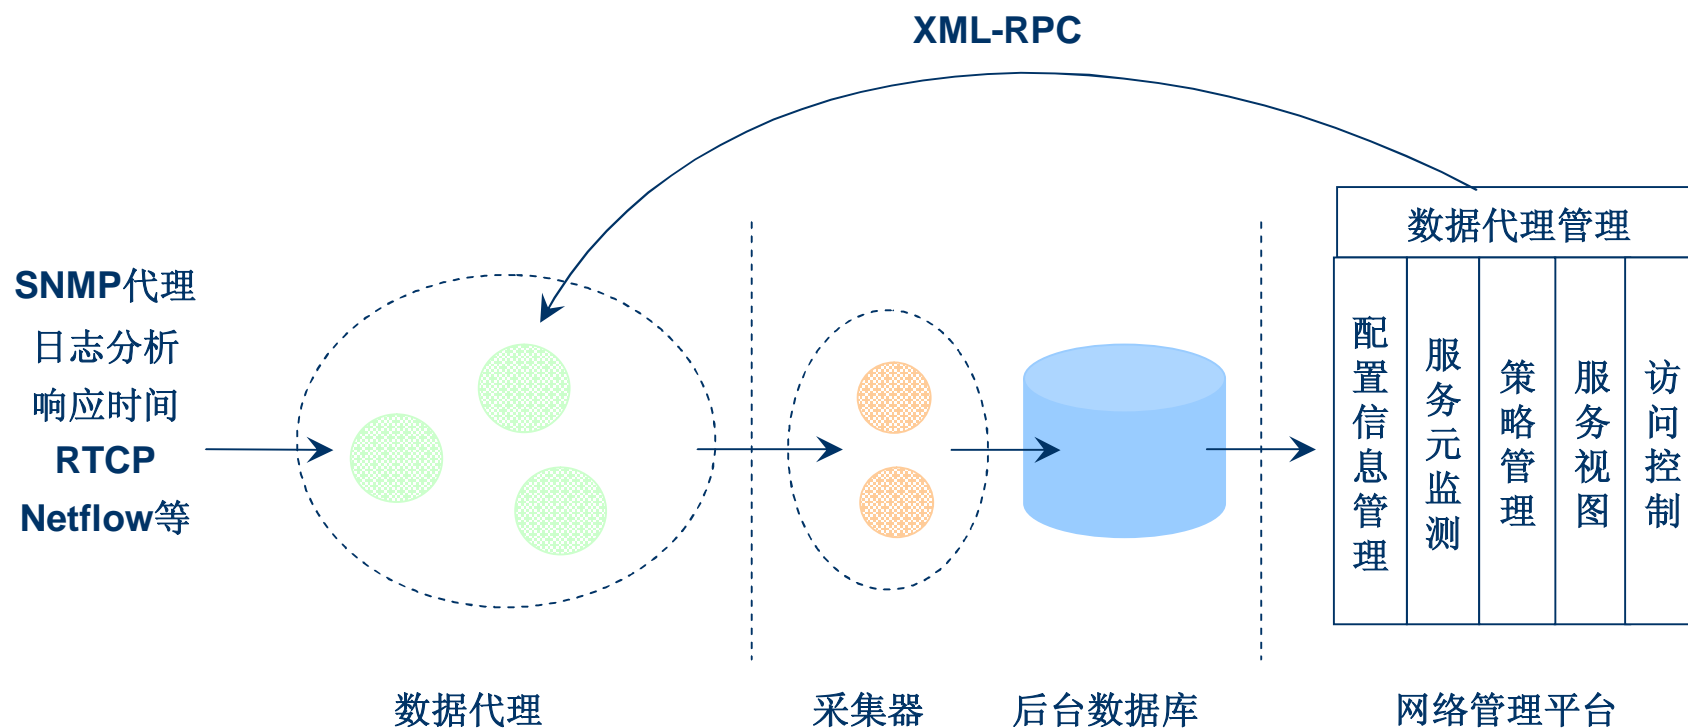 XML-RPC
数据代理管理
SNMP代理
日志分析
响应时间
RTCP
Netflow等
配置信息管理
服务元监测
策略管理
服务视图
访问控制
数据代理
采集器
后台数据库
网络管理平台